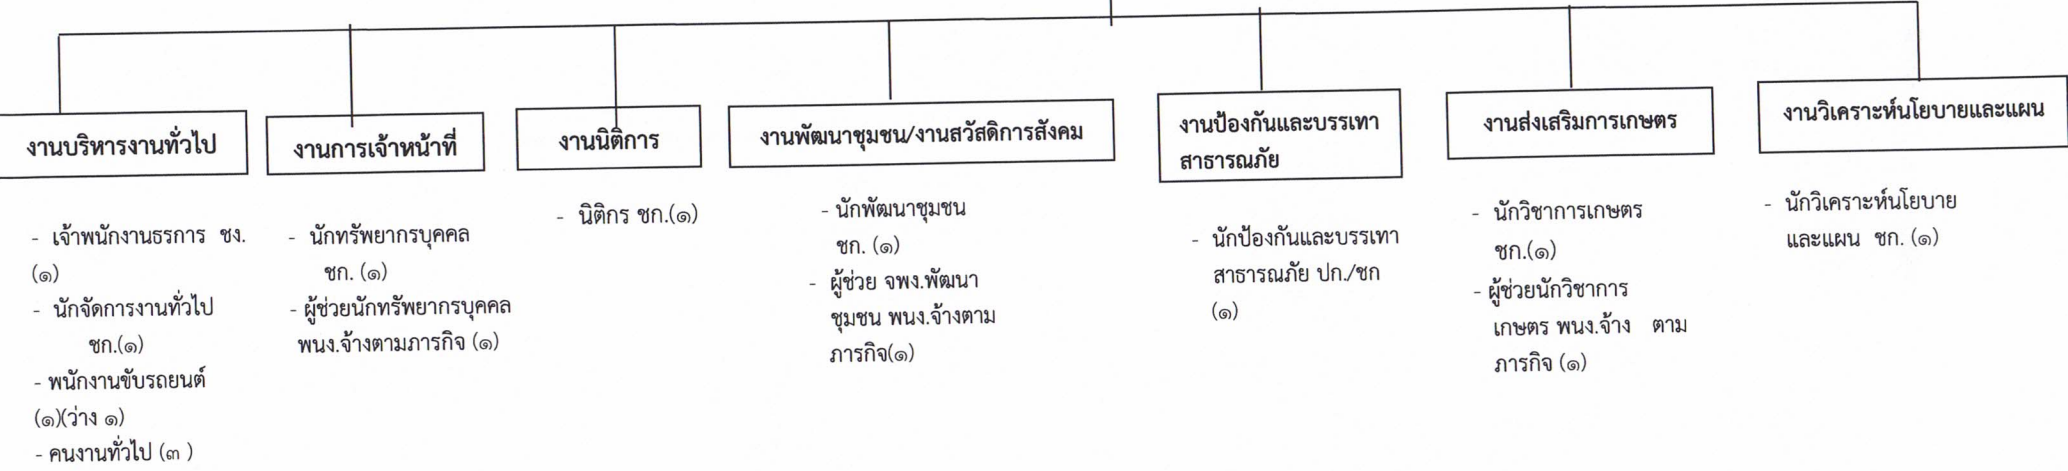 งานบริหารงานทั่วไป
- เจ้าพนักงานธุรการ ชง.
(๑)
- นักจัดการงานทั่วไป
ชก.(๑)
- พนักงานขับรถยนต์
(๑)(ว่าง ๑)
- คนงานทั่วไป (๓ )
งานการเจ้าหน้าที่
- นักทรัพยากรบุคคล
ชก. (๑)
- ผู้ช่วยนักทรัพยากรบุคคล
พนง.จ้างตามภารกิจ (๑)
งานนิติการ
- นิติกร ชก.(๑)
งานพัฒนาชุมชน/งานสวัสดิการสังคม
- นักพัฒนาชุมชน
ชก. (๑)
- ผู้ช่วย จพง.พัฒนา
ชุมชน พนง.จ้างตาม
ภารกิจ(๑)
งานป้องกันและบรรเทา
สาธารณภัย
- นักป้องกันและบรรเทา
สาธารณภัย ปก./ชก
(๑)
งานส่งเสริมการเกษตร
- นักวิชาการเกษตร
ชก.(๑)
- ผู้ช่วยนักวิชาการ
เกษตร พนง.จ้าง ตาม
ภารกิจ (๑)
งานวิเคราะห์นโยบายและแผน
- นักวิเคราะห์นโยบาย
และแผน ชก. (๑)